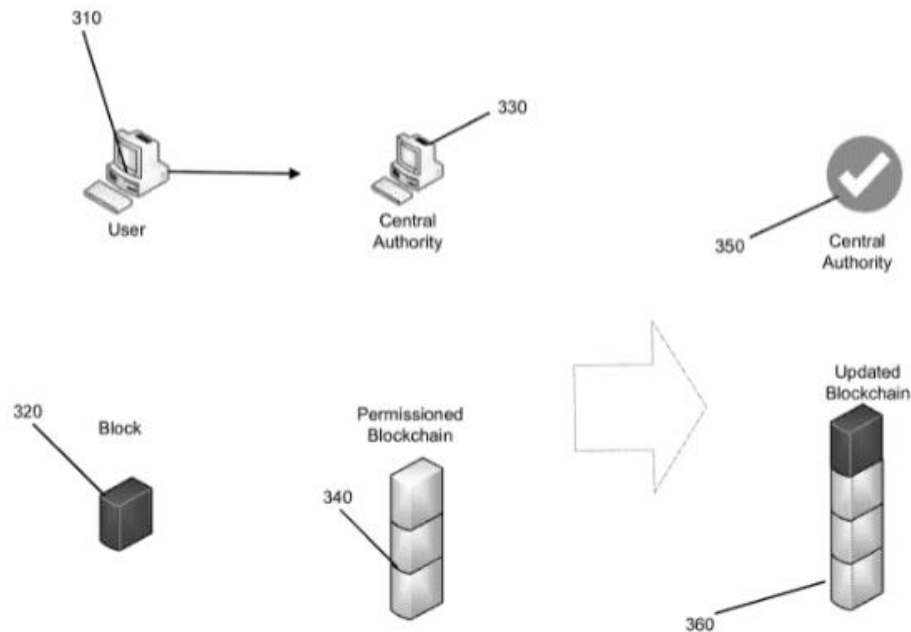 310
330
User
Central
Authority
350
Central
Authority
320
Block
Permissioned
Blockchain
340
Updated
Blockchain
360